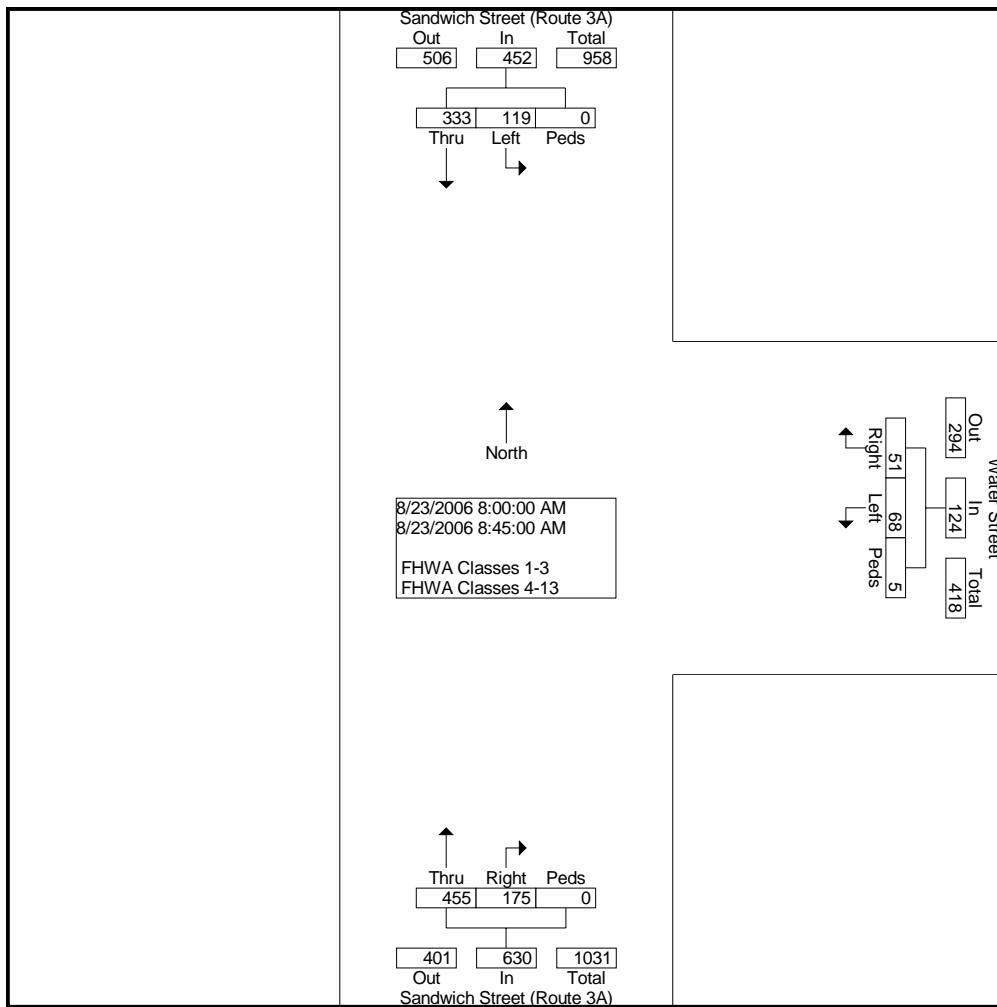 Sandwich Street (Route 3A)
Out In Total
506 452 958
333 119 0
Thru Left Peds
North
8/23/2006 8:00:00 AM
8/23/2006 8:45:00 AM
FHWA Classes 1-3
FHWA Classes 4-13
Water Street
Out In Total
294 124 418
51 68 5
Right Left Peds
Thru Right Peds
455 175 0
401 630 1031
Out In Total
Sandwich Street (Route 3A)